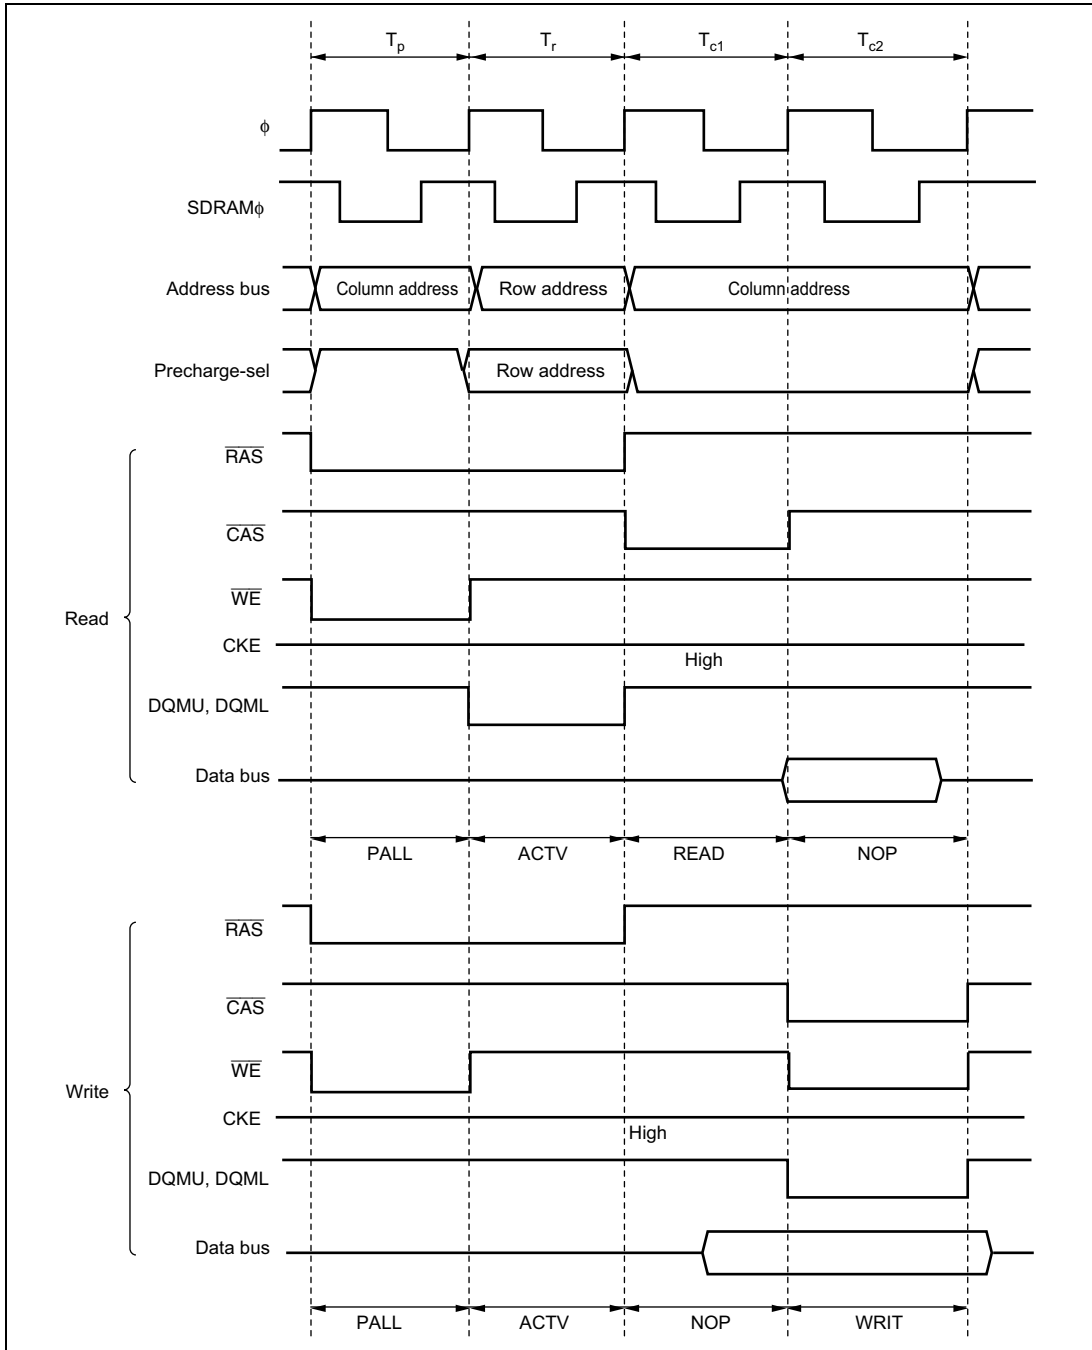 Tp Tr Tc1 Tc2
ϕ
SDRAMϕ
Address bus Column address Row address Column address
Precharge-sel Row address
Read
RAS
CAS
WE
CKE High
DQMU, DQML
Data bus
PALL ACTV READ NOP
Write
RAS
CAS
WE
CKE High
DQMU, DQML
Data bus
PALL ACTV NOP WRIT